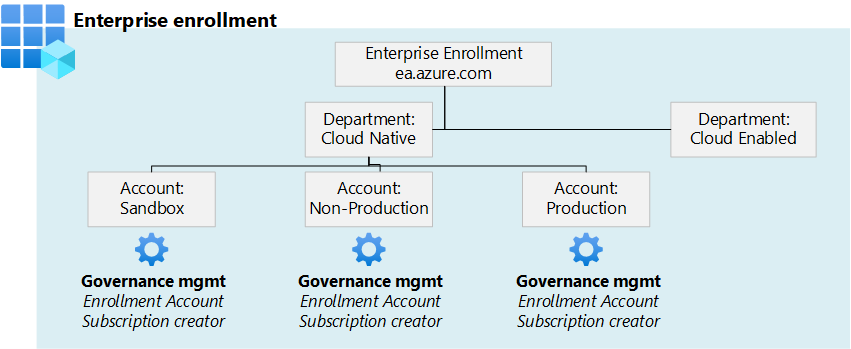 Enterprise enrollment
Enterprise Enrollment
ea.azure.com
Department:
Cloud Native
Department:
Cloud Enabled
Account:
Sandbox
Account:
Non-Production
Account:
Production
Governance mgmt
Enrollment Account
Subscription creator
Governance mgmt
Enrollment Account
Subscription creator
Governance mgmt
Enrollment Account
Subscription creator